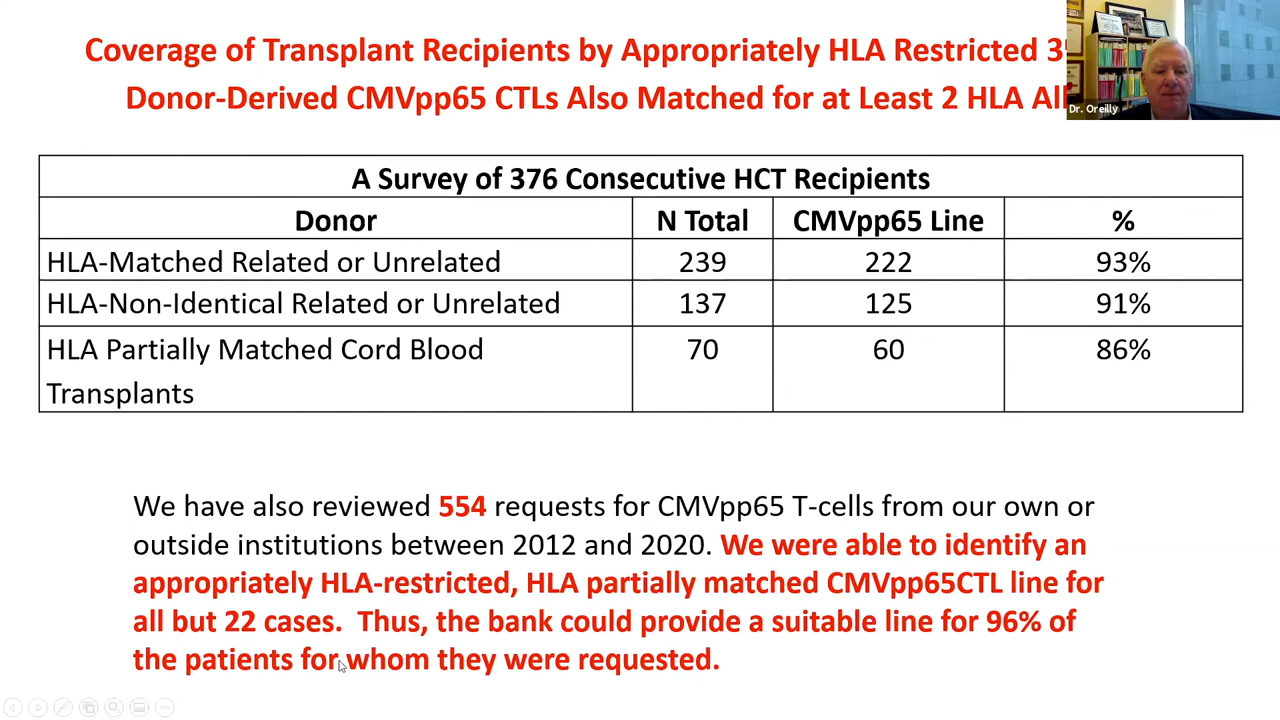 Coverage of Transplant Recipients by Appropriately HLA Restricted
Donor-Derived CMVpp65 CTLs Also Matched for at Least 2 HLA
Dr. Oreilly
A Survey of 376 Consecutive HCT Recipients
Donor N Total CMVpp65 Line %
HLA-Matched Related or Unrelated 239 222 93%
HLA-Non-Identical Related or Unrelated 137 125 91%
HLA Partially Matched Cord Blood 70 60 86%
Transplants
We have also reviewed 554 requests for CMVpp65 T-cells from our own or
outside institutions between 2012 and 2020. We were able to identify an
appropriately HLA-restricted, HLA partially matched CMVpp65CTL line for
all but 22 cases. Thus, the bank could provide a suitable line for 96% of
the patients for whom they were requested.